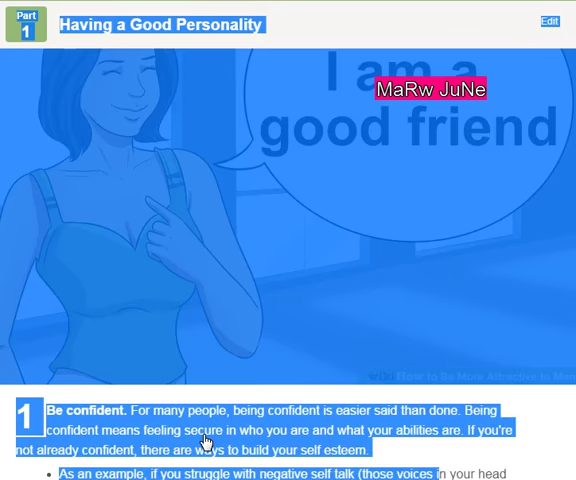 Part
1
Having a Good Personality
Edit
I am a
MaRw JuNe
good friend
wikiHow to Be More Attractive to Men
1 Be confident. For many people, being confident is easier said than done. Being
confident means feeling secure in who you are and what your abilities are. If you're
not already confident, there are ways to build your self esteem.
• As an example, if you struggle with negative self talk (those voices in your head